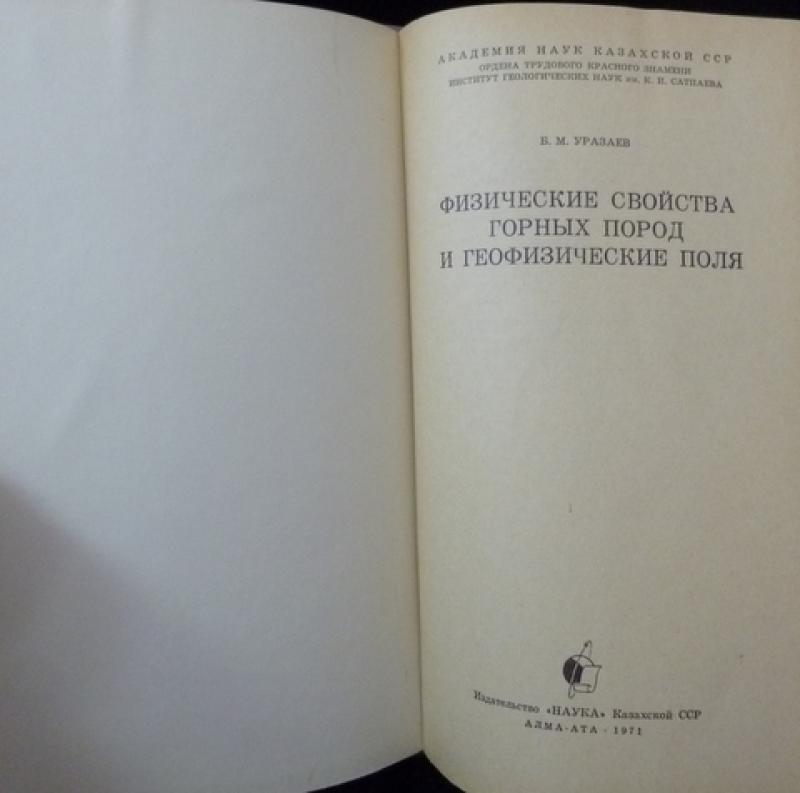 АКАДЕМИЯ НАУК КАЗАХСКОЙ ССР
ОРДЕНА ТРУДОВОГО КРАСНОГО ЗНАМЕНИ
ИНСТИТУТ ГЕОЛОГИЧЕСКИХ НАУК им. К. И. САТПАЕВА
Б. М. УРАЗАЕВ
ФИЗИЧЕСКИЕ СВОЙСТВА
ГОРНЫХ ПОРОД
И ГЕОФИЗИЧЕСКИЕ ПОЛЯ
Издательство «НАУКА» Казахской ССР
АЛМА-АТА · 1971